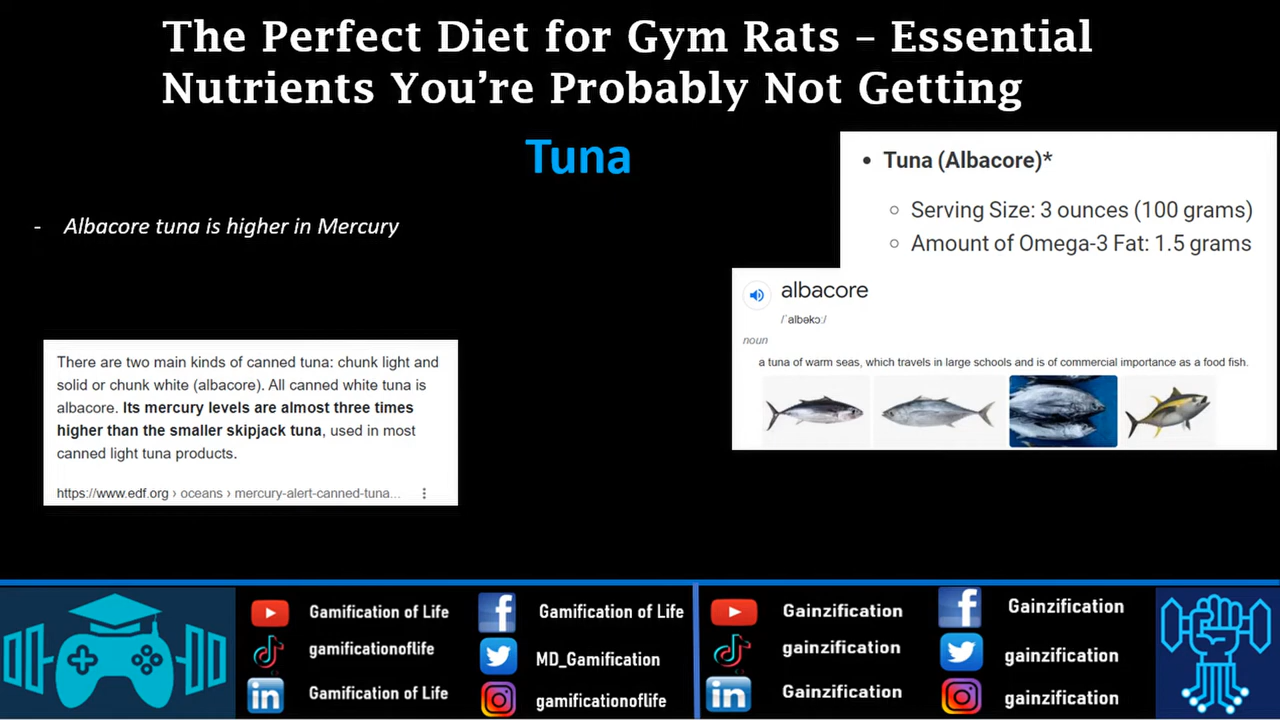 The Perfect Diet for Gym Rats – Essential
Nutrients You're Probably Not Getting
Tuna
- Albacore tuna is higher in Mercury
• Tuna (Albacore)*
○ Serving Size: 3 ounces (100 grams)
○ Amount of Omega-3 Fat: 1.5 grams
albacore
/ˈalbəkɔː/
noun
a tuna of warm seas, which travels in large schools and is of commercial importance as a food fish.
There are two main kinds of canned tuna: chunk light and
solid or chunk white (albacore). All canned white tuna is
albacore. Its mercury levels are almost three times
higher than the smaller skipjack tuna, used in most
canned light tuna products.
https://www.edf.org › oceans › mercury-alert-canned-tuna...
Gamification of Life
gamificationoflife
Gamification of Life
Gamification of Life
MD_Gamification
gamificationoflife
Gainzification
gainzification
Gainzification
Gainzification
gainzification
gainzification